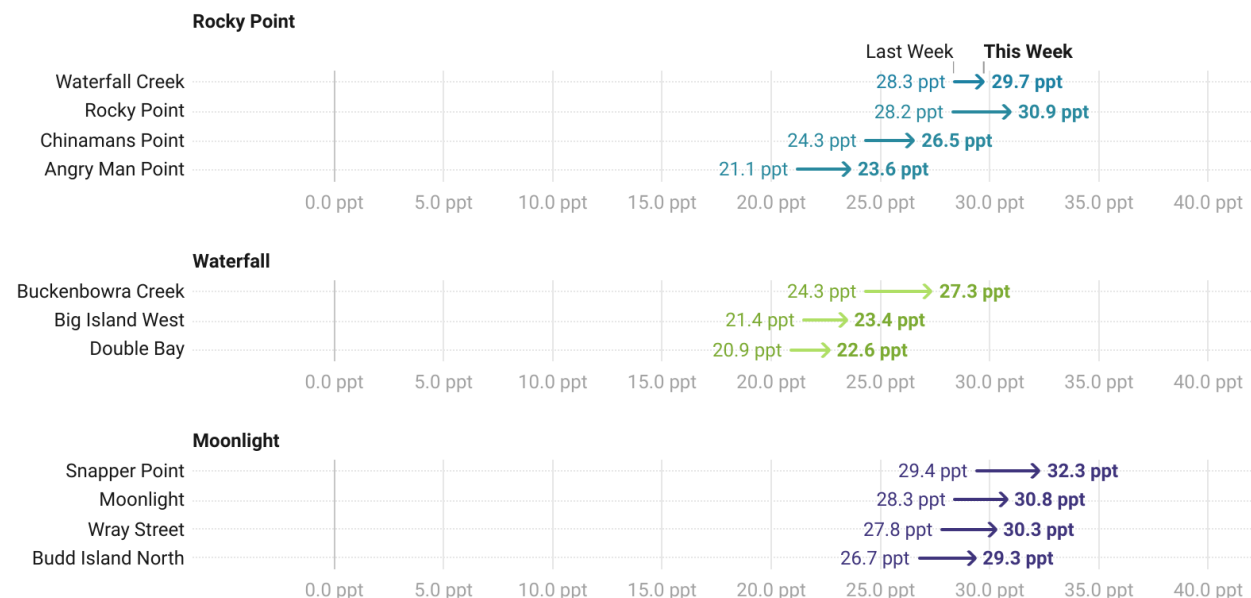 Rocky Point
Last Week This Week
Waterfall Creek 28.3 ppt 29.7 ppt
Rocky Point 28.2 ppt 30.9 ppt
Chinamans Point 24.3 ppt 26.5 ppt
Angry Man Point 21.1 ppt 23.6 ppt
0.0 ppt 5.0 ppt 10.0 ppt 15.0 ppt 20.0 ppt 25.0 ppt 30.0 ppt 35.0 ppt 40.0 ppt
Waterfall
Buckenbowra Creek 24.3 ppt 27.3 ppt
Big Island West 21.4 ppt 23.4 ppt
Double Bay 20.9 ppt 22.6 ppt
0.0 ppt 5.0 ppt 10.0 ppt 15.0 ppt 20.0 ppt 25.0 ppt 30.0 ppt 35.0 ppt 40.0 ppt
Moonlight
Snapper Point 29.4 ppt 32.3 ppt
Moonlight 28.3 ppt 30.8 ppt
Wray Street 27.8 ppt 30.3 ppt
Budd Island North 26.7 ppt 29.3 ppt
0.0 ppt 5.0 ppt 10.0 ppt 15.0 ppt 20.0 ppt 25.0 ppt 30.0 ppt 35.0 ppt 40.0 ppt